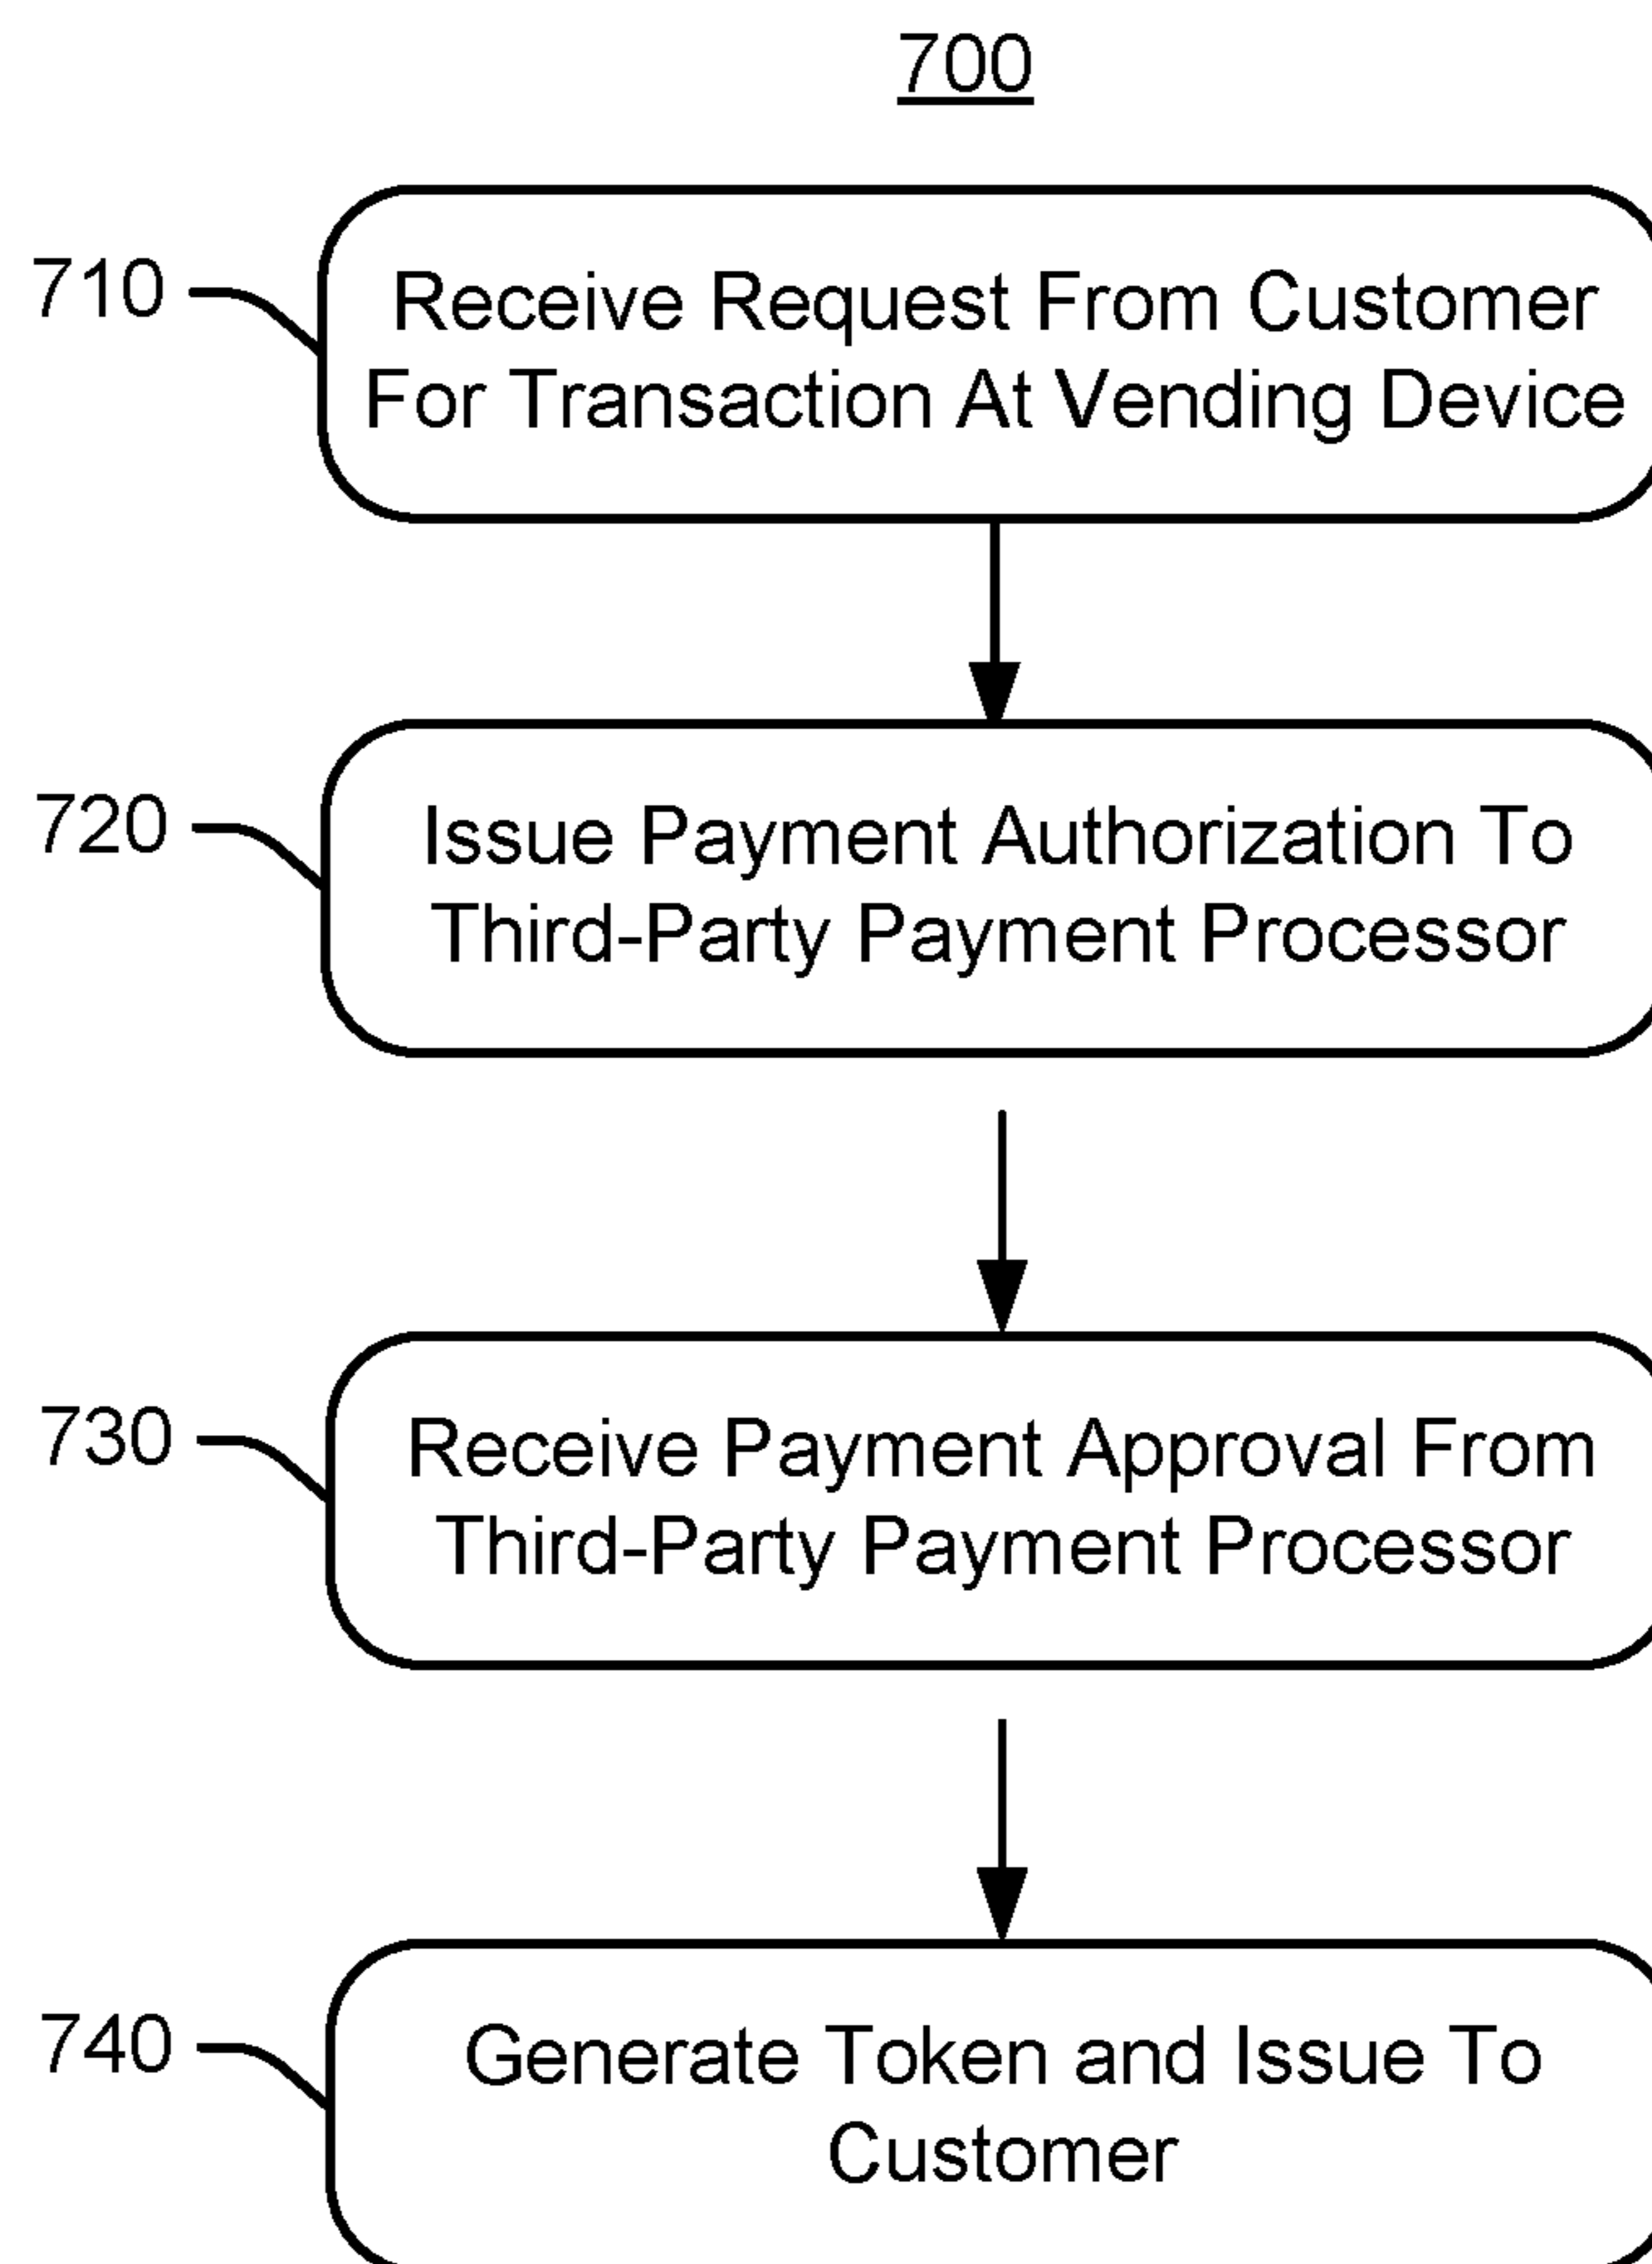 700
710
Receive Request From Customer
For Transaction At Vending Device
720
Issue Payment Authorization To
Third-Party Payment Processor
730
Receive Payment Approval From
Third-Party Payment Processor
740
Generate Token and Issue To
Customer